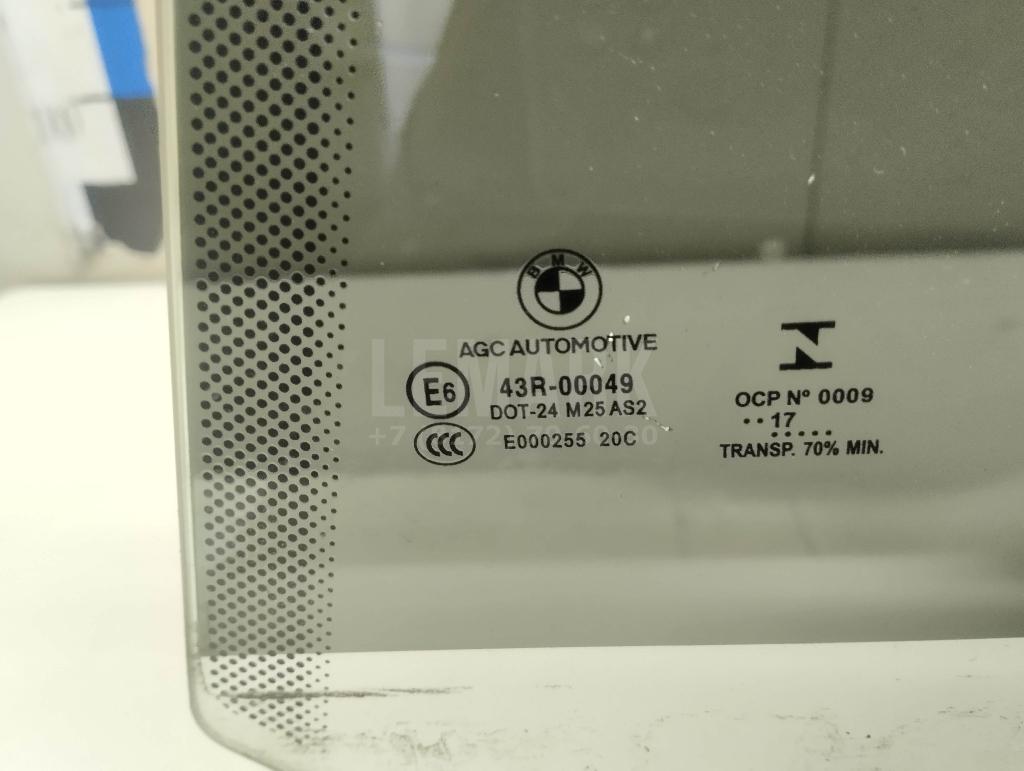 BMW
AGC AUTOMOTIVE
E6 43R-00049
DOT-24 M25 AS2
CCC E000255 20C
OCP Nº 0009
..17
.....
TRANSP. 70% MIN.
LEMARK